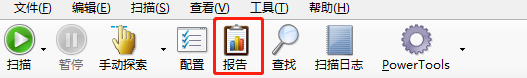 文件(F) 编辑(E) 扫描(S) 查看(V) 工具(T) 帮助(H)
扫描 暂停 手动探索 配置 报告 查找 扫描日志 PowerTools